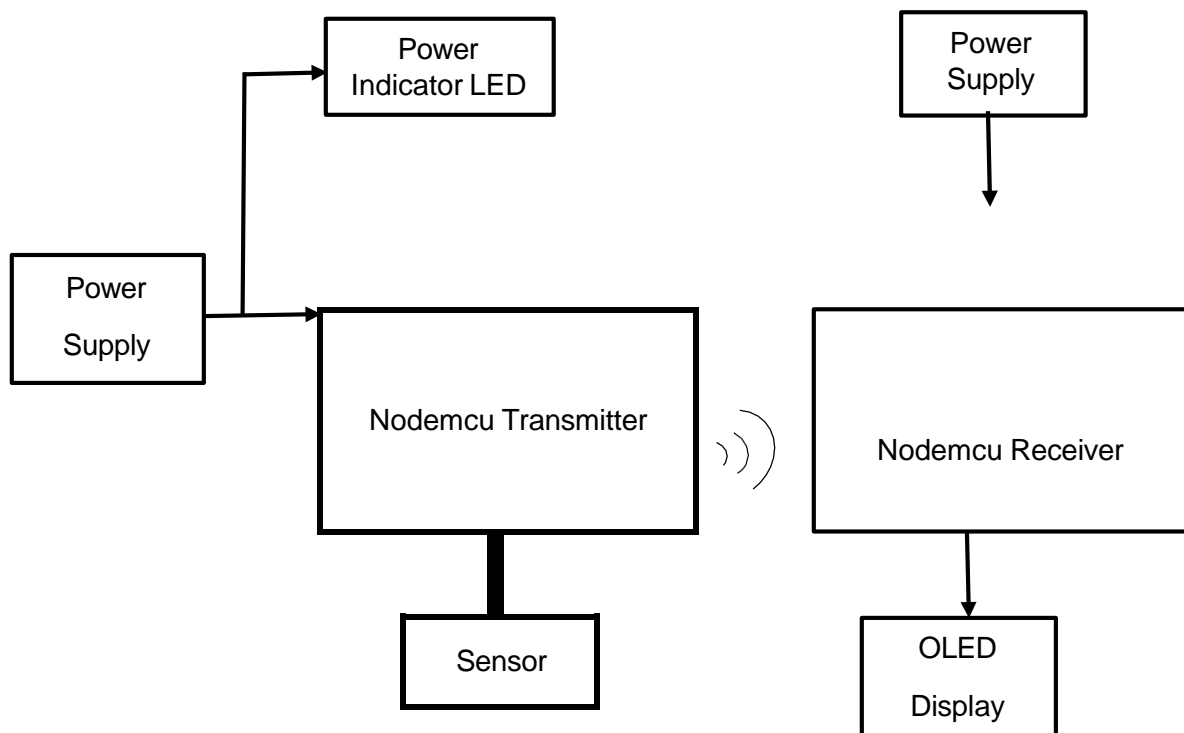 Power
Indicator LED
Power
Supply
Power
Supply
Nodemcu Transmitter
Nodemcu Receiver
Sensor
OLED
Display